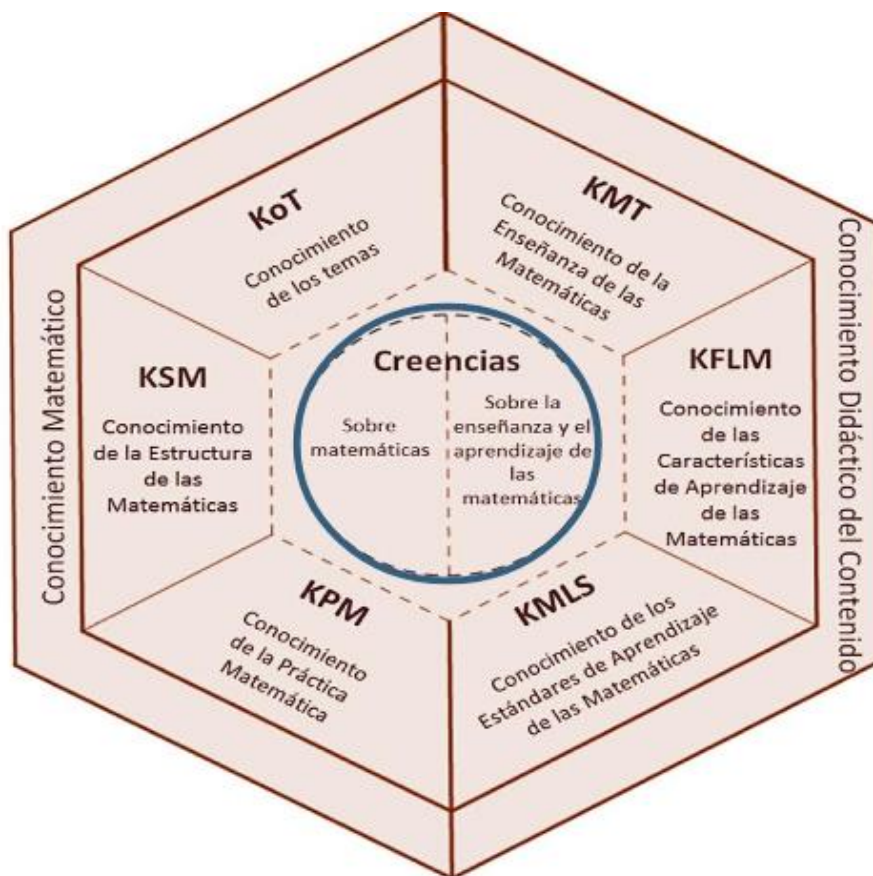 KoT
Conocimiento
de los temas
KMT
Conocimiento de la
Enseñanza de las
Matemáticas
Conocimiento Matemático
KSM
Conocimiento
de la Estructura
de las
Matemáticas
Creencias
Sobre
matemáticas
Sobre la
enseñanza y el
aprendizaje de
las
matemáticas
KFLM
Conocimiento
de las
Características
de Aprendizaje
de las
Matemáticas
Conocimiento Didáctico del Contenido
KPM
Conocimiento
de la Práctica
Matemática
KMLS
Conocimiento de los
Estándares de Aprendizaje
de las Matemáticas